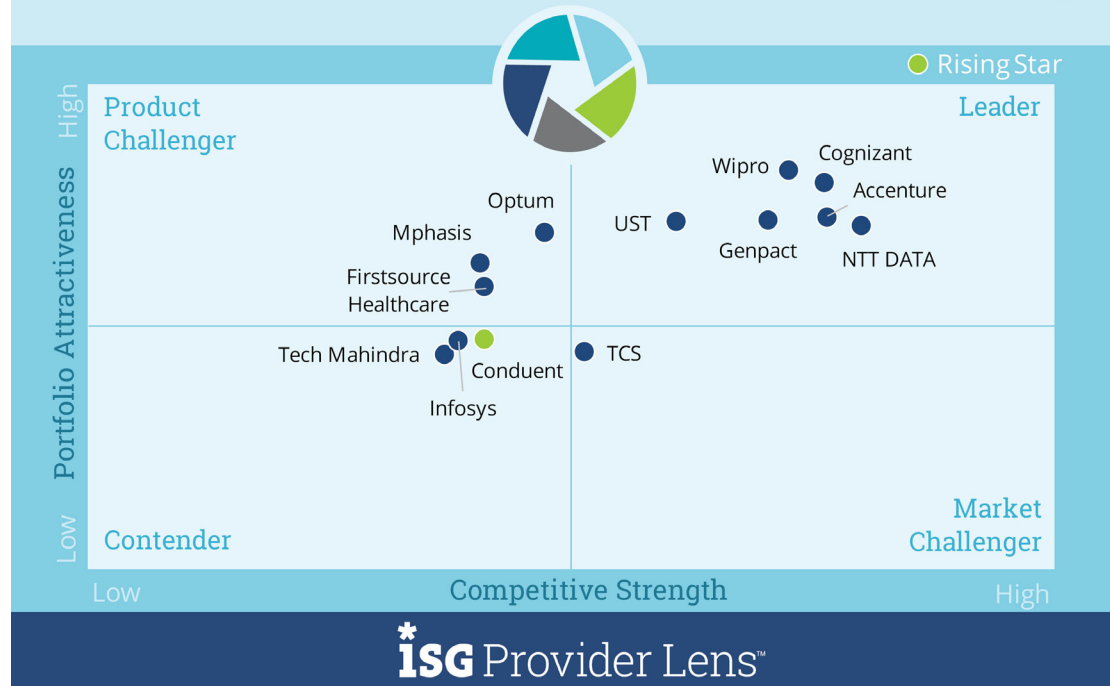 Rising Star
High
Product
Challenger
Leader
Wipro
Cognizant
Accenture
Optum
UST
Mphasis
Genpact
NTT DATA
Firstsource
Healthcare
Portfolio Attractiveness
Tech Mahindra
Conduent
TCS
Infosys
Market
Challenger
Contender
Low
Low
Competitive Strength
High
*ISG Provider Lens™